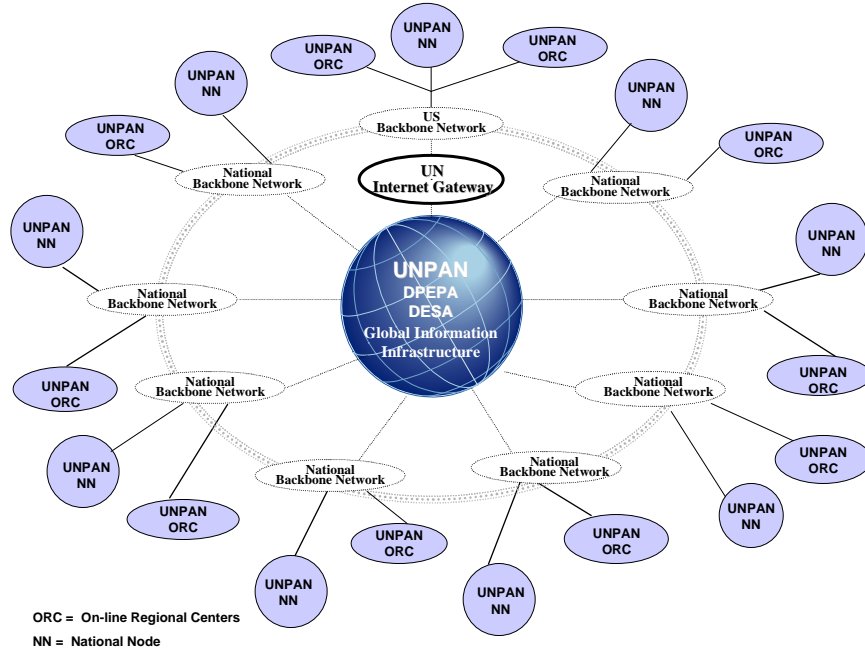 UNPAN
NN
UNPAN
ORC
UNPAN
ORC
UNPAN
NN
UNPAN
NN
UNPAN
ORC
UNPAN
ORC
US
Backbone Network
UN
Internet Gateway
National
Backbone Network
National
Backbone Network
UNPAN
NN
UNPAN
NN
UNPAN
DPEPA
DESA
Global Information
Infrastructure
National
Backbone Network
National
Backbone Network
UNPAN
ORC
UNPAN
ORC
National
Backbone Network
National
Backbone Network
UNPAN
NN
UNPAN
ORC
National
Backbone Network
National
Backbone Network
UNPAN
ORC
UNPAN
ORC
UNPAN
ORC
UNPAN
NN
UNPAN
NN
UNPAN
NN
ORC = On-line Regional Centers
NN = National Node